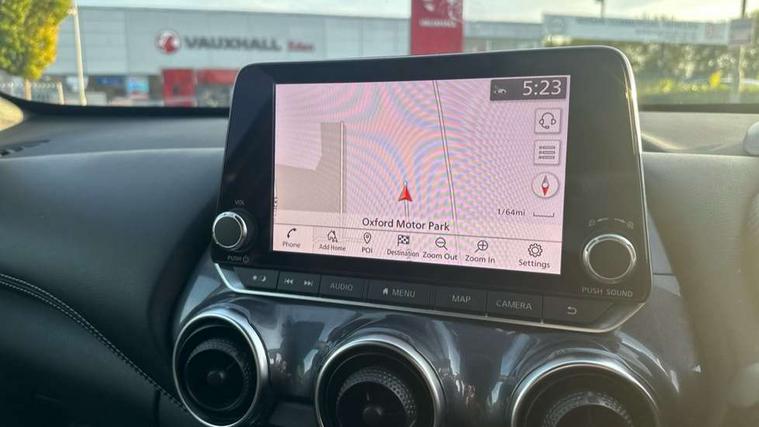 VAUXHALL Eden
5:23
1/64mi
Oxford Motor Park
Phone
Add Home
POI
Destination
Zoom Out
Zoom In
Settings
VOL
PUSH
PUSH SOUND
AUDIO
MENU
MAP
CAMERA